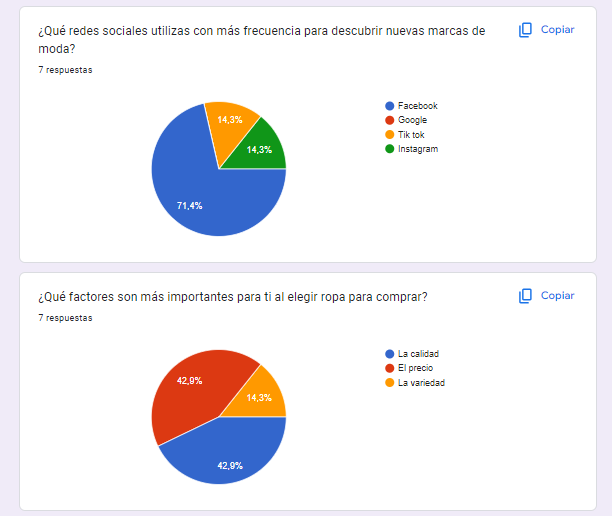 ¿Qué redes sociales utilizas con más frecuencia para descubrir nuevas marcas de
moda?
Copiar
7 respuestas
Facebook
Google
Tik tok
Instagram
14,3%
14,3%
71,4%
¿Qué factores son más importantes para ti al elegir ropa para comprar?
Copiar
7 respuestas
La calidad
El precio
La variedad
42,9%
14,3%
42,9%